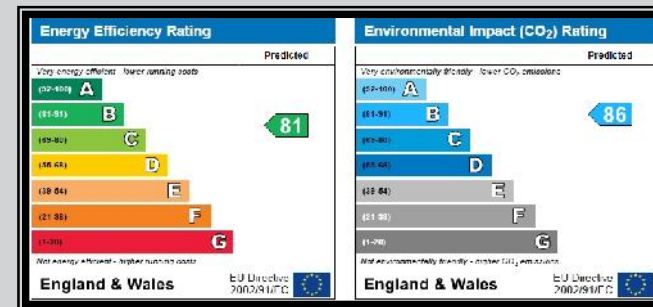 Energy Efficiency Rating
Predicted
Very energy efficient - lower running costs
(92-100) A
(81-91) B
(69-80) C
(55-68) D
(39-54) E
(21-38) F
(1-20) G
81
Not energy efficient - higher running costs
England & Wales
EU Directive
2002/91/EC
Environmental Impact (CO₂) Rating
Predicted
Very environmentally friendly - lower CO₂ emissions
(92-100) A
(81-91) B
(69-80) C
(55-68) D
(39-54) E
(21-38) F
(1-20) G
86
Not environmentally friendly - higher CO₂ emissions
England & Wales
EU Directive
2002/91/EC